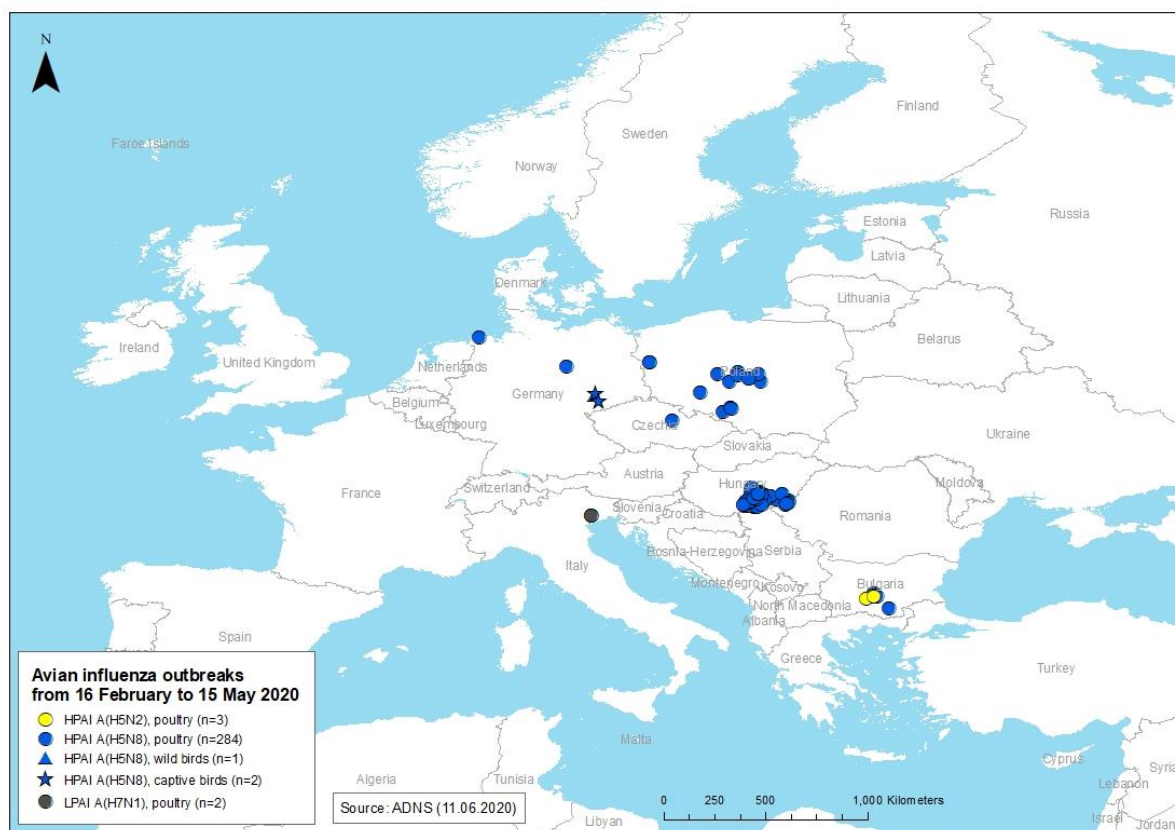 N
Finland
Sweden
Faroe Islands
Norway
Russia
Estonia
Latvia
Denmark
Lithuania
Ireland
United Kingdom
Belarus
Netherlands
Poland
Germany
Belgium
Luxembourg
Czechia
Ukraine
Slovakia
Austria
France
Switzerland
Hungary
Moldova
Slovenia
Croatia
Romania
Bosnia-Herzegovina
Serbia
Italy
Montenegro
Kosovo*
Bulgaria
North Macedonia
Albania
Spain
Greece
Turkey
Malta
Cyprus
Syria
Lebanon
Algeria
Tunisia
Israel
Jordan
Libyan
Avian influenza outbreaks
from 16 February to 15 May 2020
HPAI A(H5N2), poultry (n=3)
HPAI A(H5N8), poultry (n=284)
HPAI A(H5N8), wild birds (n=1)
HPAI A(H5N8), captive birds (n=2)
LPAI A(H7N1), poultry (n=2)
Source: ADNS (11.06.2020)
0 250 500 1,000 Kilometers